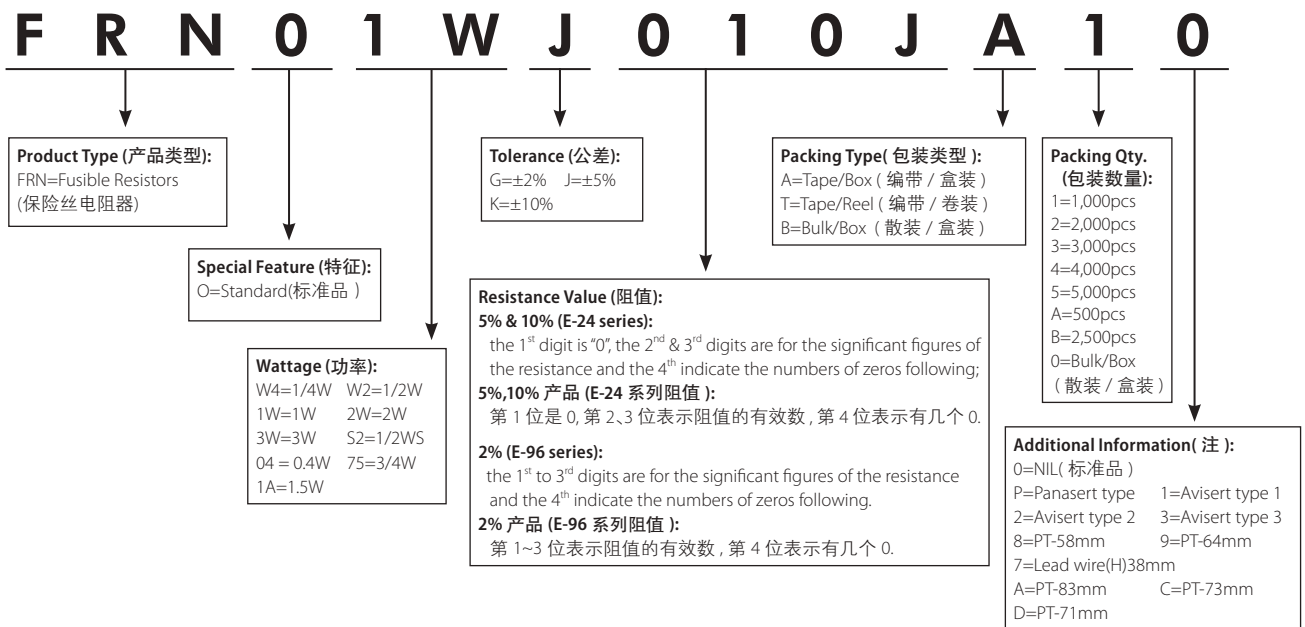 F R N 0 1 W J 0 1 0 J A 1 0
Product Type (产品类型):
FRN=Fusible Resistors
(保险丝电阻器)
Special Feature (特征):
O=Standard(标准品 )
Wattage (功率):
W4=1/4W W2=1/2W
1W=1W 2W=2W
3W=3W S2=1/2WS
04 = 0.4W 75=3/4W
1A=1.5W
Tolerance (公差):
G=±2% J=±5%
K=±10%
Resistance Value (阻值):
5% & 10% (E-24 series):
the 1st digit is "0", the 2nd & 3rd digits are for the significant figures of
the resistance and the 4th indicate the numbers of zeros following;
5%,10% 产品 (E-24 系列阻值 ):
第 1 位是 0, 第 2、3 位表示阻值的有效数 , 第 4 位表示有几个 0.
2% (E-96 series):
the 1st to 3rd digits are for the significant figures of the resistance
and the 4th indicate the numbers of zeros following.
2% 产品 (E-96 系列阻值 ):
第 1~3 位表示阻值的有效数 , 第 4 位表示有几个 0.
Packing Type( 包装类型 ):
A=Tape/Box ( 编带 / 盒装 )
T=Tape/Reel ( 编带 / 卷装 )
B=Bulk/Box ( 散装 / 盒装 )
Packing Qty.
(包装数量):
1=1,000pcs
2=2,000pcs
3=3,000pcs
4=4,000pcs
5=5,000pcs
A=500pcs
B=2,500pcs
0=Bulk/Box
( 散装 / 盒装 )
Additional Information( 注 ):
0=NIL( 标准品 )
P=Panasert type 1=Avisert type 1
2=Avisert type 2 3=Avisert type 3
8=PT-58mm 9=PT-64mm
7=Lead wire(H)38mm
A=PT-83mm C=PT-73mm
D=PT-71mm